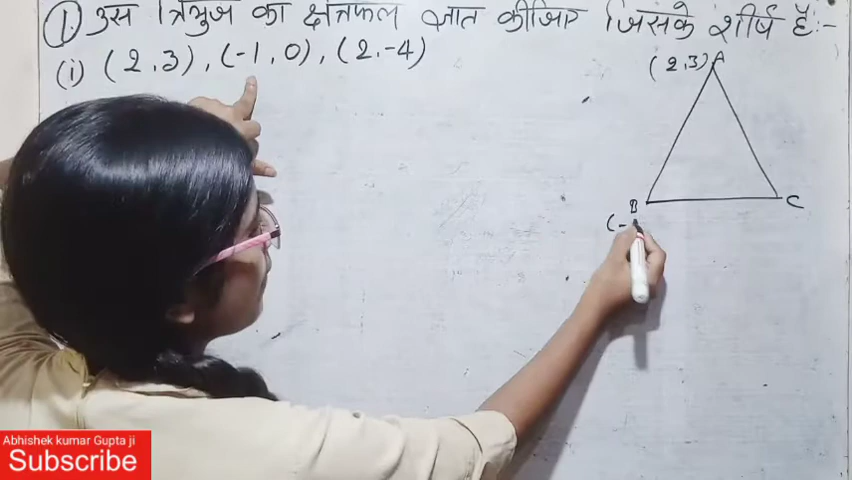 ① उस त्रिभुज का क्षेत्रफल ज्ञात कीजिए जिसके शीर्ष हैं:-
(i) (2,3), (-1,0), (2,-4)
(2,3) A
B C
(-
Abhishek kumar Gupta ji
Subscribe